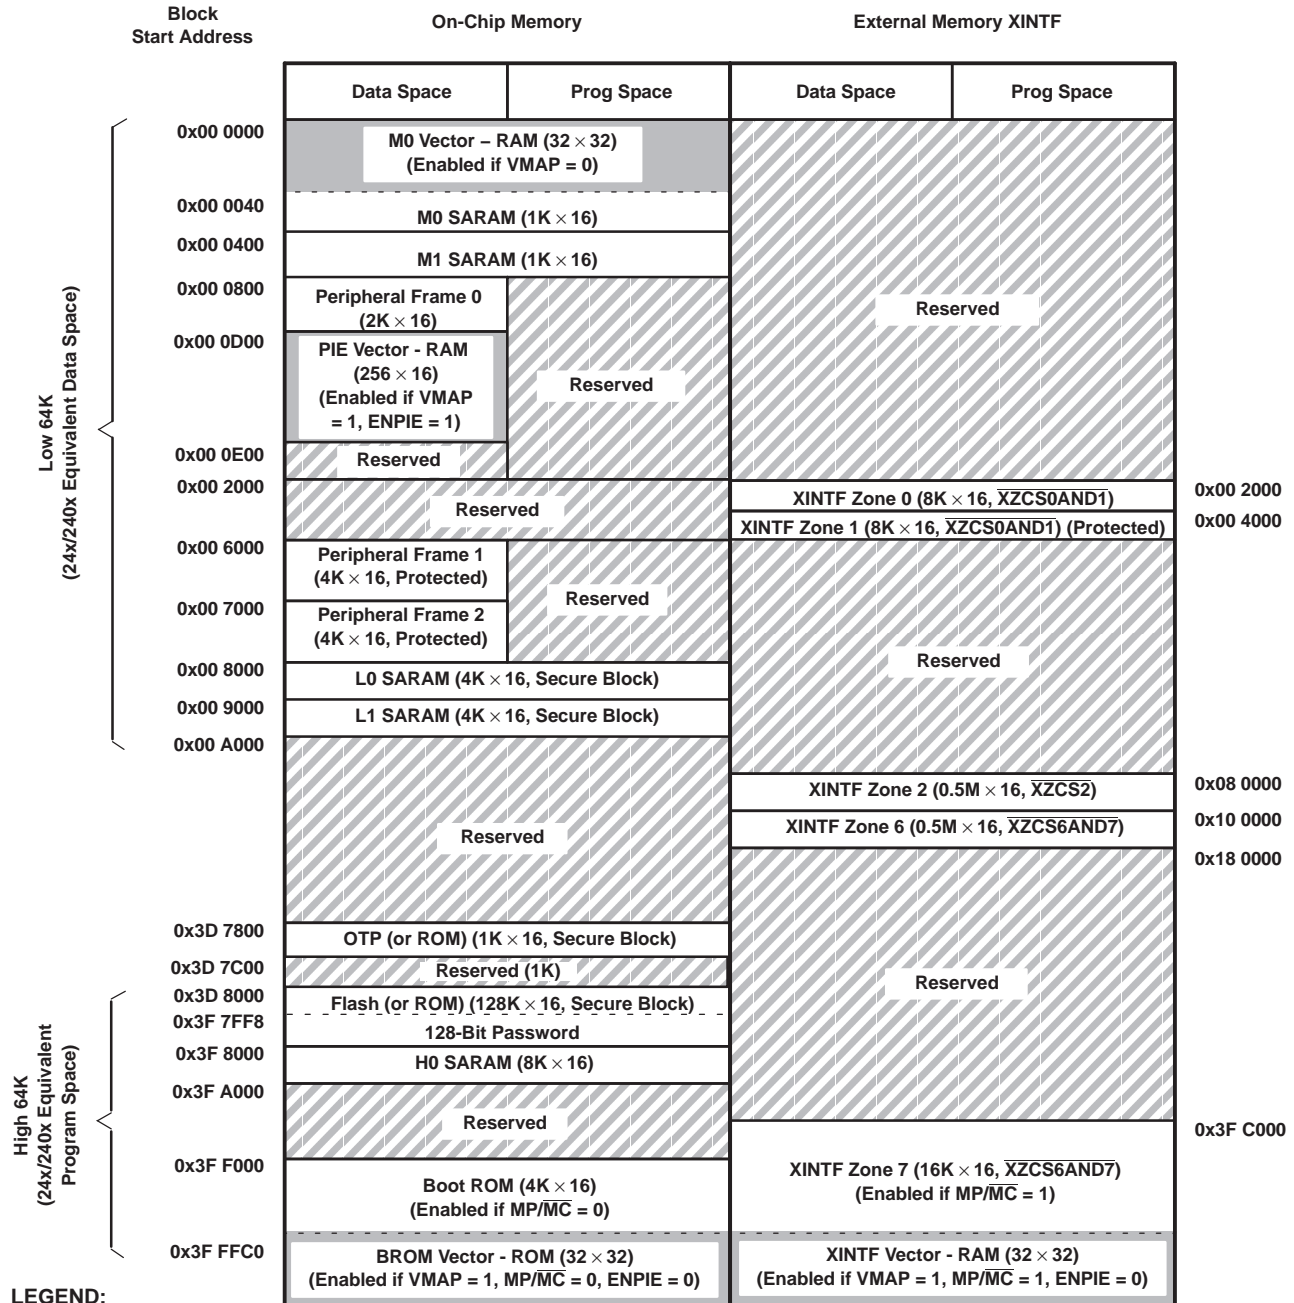 Block
Start Address
On-Chip Memory
External Memory XINTF
Data Space
Prog Space
Data Space
Prog Space
Low 64K
(24x/240x Equivalent Data Space)
0x00 0000
M0 Vector – RAM (32 × 32)
(Enabled if VMAP = 0)
0x00 0040
M0 SARAM (1K × 16)
0x00 0400
M1 SARAM (1K × 16)
0x00 0800
Peripheral Frame 0
(2K × 16)
Reserved
0x00 0D00
PIE Vector - RAM
(256 × 16)
(Enabled if VMAP
= 1, ENPIE = 1)
Reserved
0x00 0E00
Reserved
0x00 2000
Reserved
XINTF Zone 0 (8K × 16, XZCS0AND1)
0x00 2000
XINTF Zone 1 (8K × 16, XZCS0AND1) (Protected)
0x00 4000
0x00 6000
Peripheral Frame 1
(4K × 16, Protected)
Reserved
0x00 7000
Peripheral Frame 2
(4K × 16, Protected)
Reserved
0x00 8000
L0 SARAM (4K × 16, Secure Block)
0x00 9000
L1 SARAM (4K × 16, Secure Block)
0x00 A000
XINTF Zone 2 (0.5M × 16, XZCS2)
0x08 0000
XINTF Zone 6 (0.5M × 16, XZCS6AND7)
0x10 0000
Reserved
0x18 0000
0x3D 7800
OTP (or ROM) (1K × 16, Secure Block)
0x3D 7C00
Reserved (1K)
Reserved
High 64K
(24x/240x Equivalent
Program Space)
0x3D 8000
Flash (or ROM) (128K × 16, Secure Block)
0x3F 7FF8
128-Bit Password
0x3F 8000
H0 SARAM (8K × 16)
0x3F A000
Reserved
0x3F C000
0x3F F000
Boot ROM (4K × 16)
(Enabled if MP/MC = 0)
XINTF Zone 7 (16K × 16, XZCS6AND7)
(Enabled if MP/MC = 1)
0x3F FFC0
BROM Vector - ROM (32 × 32)
(Enabled if VMAP = 1, MP/MC = 0, ENPIE = 0)
XINTF Vector - RAM (32 × 32)
(Enabled if VMAP = 1, MP/MC = 1, ENPIE = 0)
LEGEND: